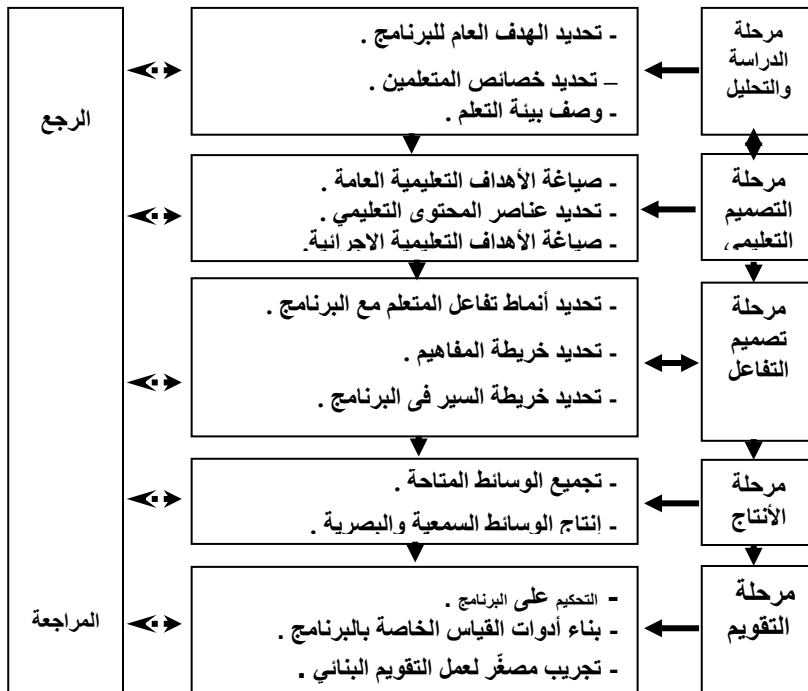 مرحلة
الدراسة
والتحليل
- تحديد الهدف العام للبرنامج .
– تحديد خصائص المتعلمين .
- وصف بيئة التعلم .
الرجع
مرحلة
التصميم
التعليمي
- صياغة الأهداف التعليمية العامة .
- تحديد عناصر المحتوى التعليمي .
- صياغة الأهداف التعليمية الاجرائية.
مرحلة
تصميم
التفاعل
- تحديد أنماط تفاعل المتعلم مع البرنامج .
- تحديد خريطة المفاهيم .
- تحديد خريطة السير فى البرنامج .
مرحلة
الأنتاج
- تجميع الوسائط المتاحة .
- إنتاج الوسائط السمعية والبصرية .
مرحلة
التقويم
- التحكيم على البرنامج .
- بناء أدوات القياس الخاصة بالبرنامج .
- تجريب مصغّر لعمل التقويم البنائي .
المراجعة